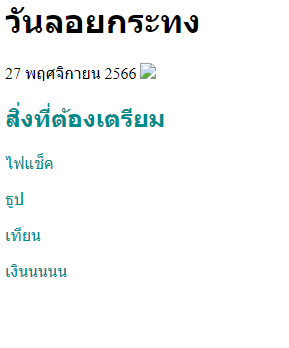 วันลอยกระทง
27 พฤศจิกายน 2566
สิ่งที่ต้องเตรียม
ไฟแช็ค
ธูป
เทียน
เงินนนนน